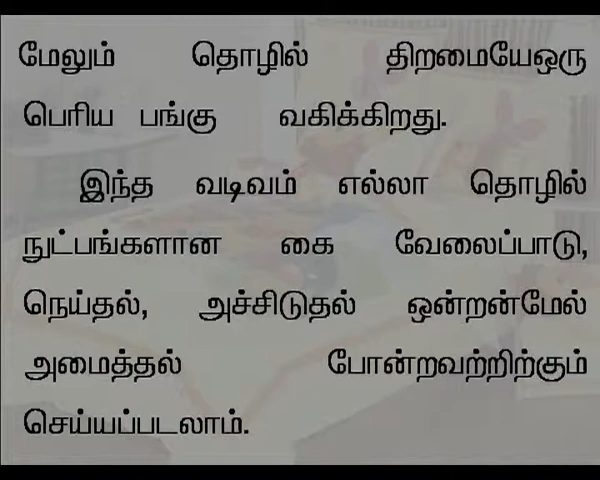 மேலும் தொழில் திறமையேஒரு
பெரிய பங்கு வகிக்கிறது.
இந்த வடிவம் எல்லா தொழில்
நுட்பங்களான கை வேலைப்பாடு,
நெய்தல், அச்சிடுதல் ஒன்றன்மேல்
அமைத்தல் போன்றவற்றிற்கும்
செய்யப்படலாம்.